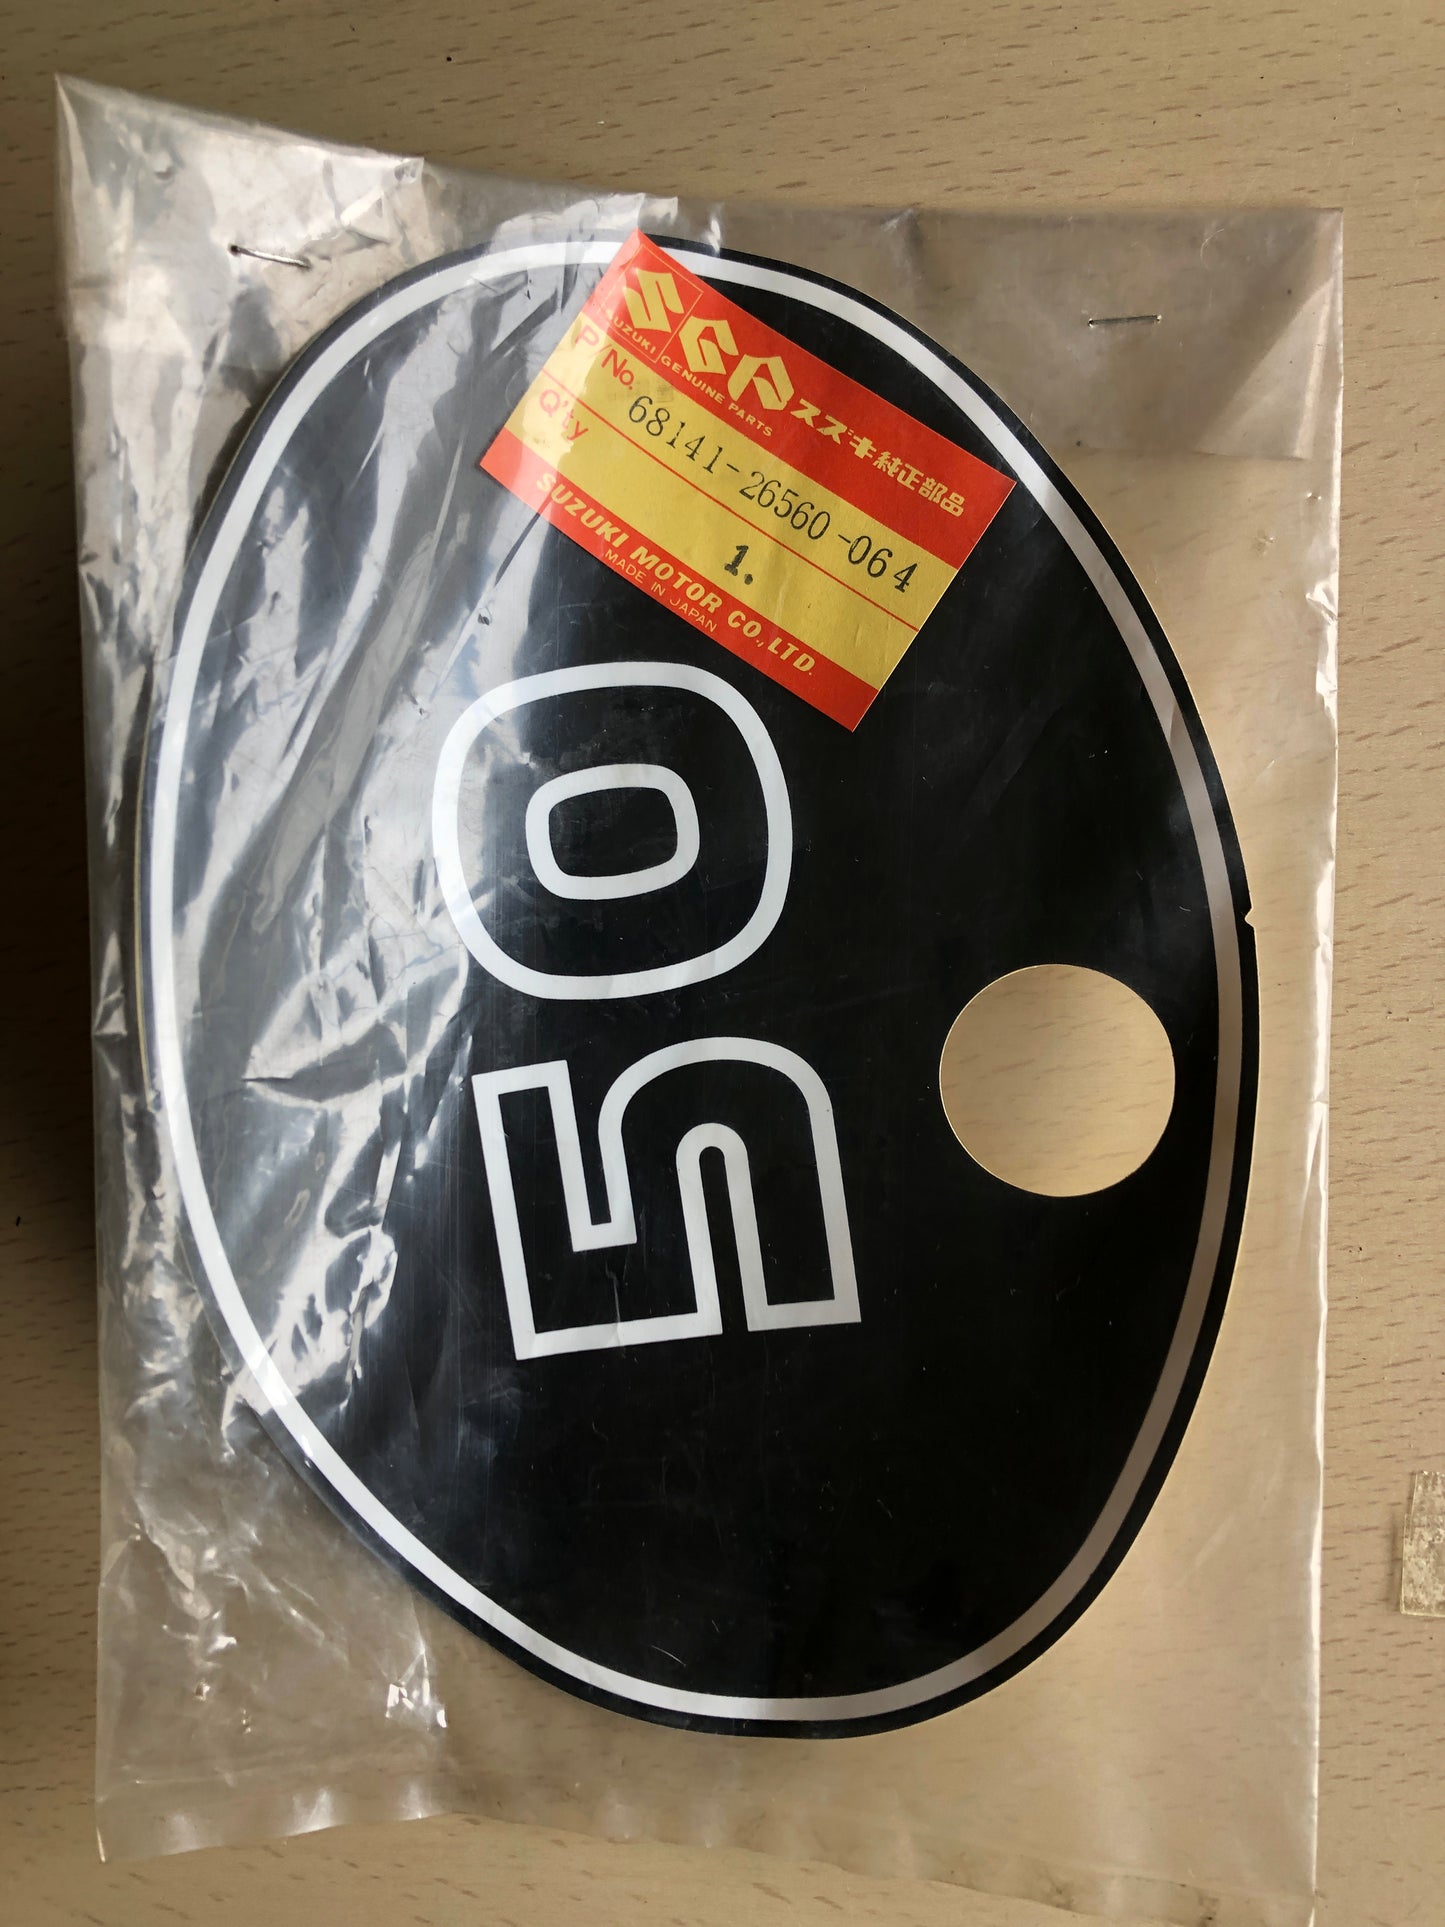 SGP スズキ純正部品
SUZUKI GENUINE PARTS
P/No. 68141-26560-064
Q'ty 1.
SUZUKI MOTOR CO.,LTD.
MADE IN JAPAN
50